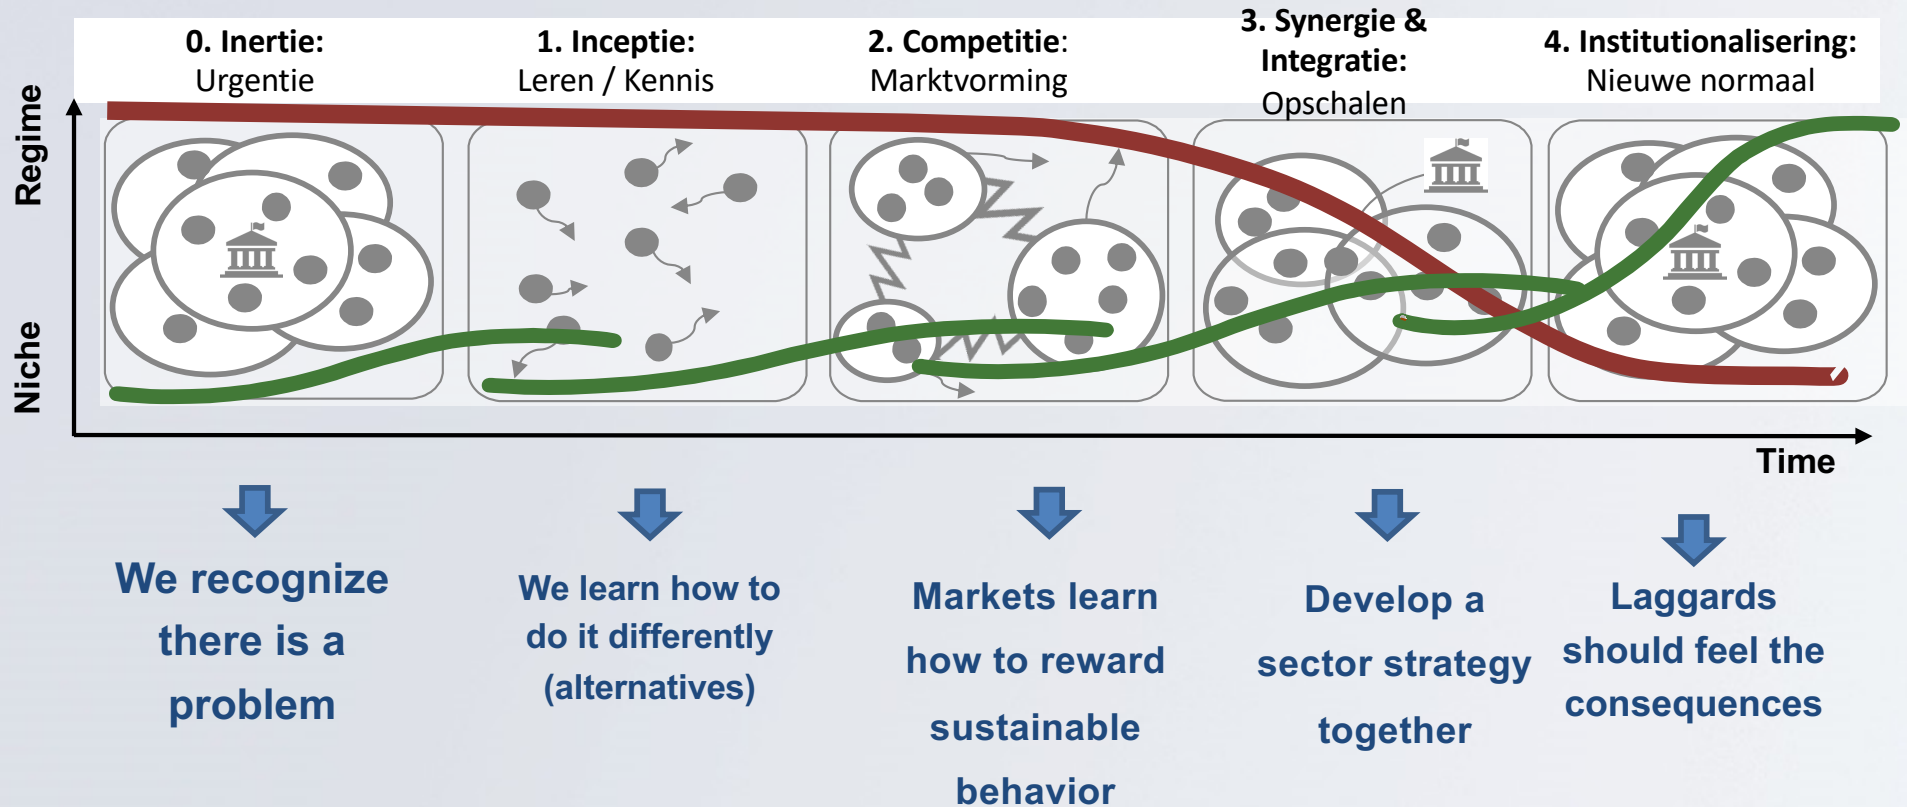 0. Inertie:
Urgentie
1. Inceptie:
Leren / Kennis
2. Competitie:
Marktvorming
3. Synergie &
Integratie:
Opschalen
4. Institutionalisering:
Nieuwe normaal
Regime
Niche
Time
We recognize
there is a
problem
We learn how to
do it differently
(alternatives)
Markets learn
how to reward
sustainable
behavior
Develop a
sector strategy
together
Laggards
should feel the
consequences